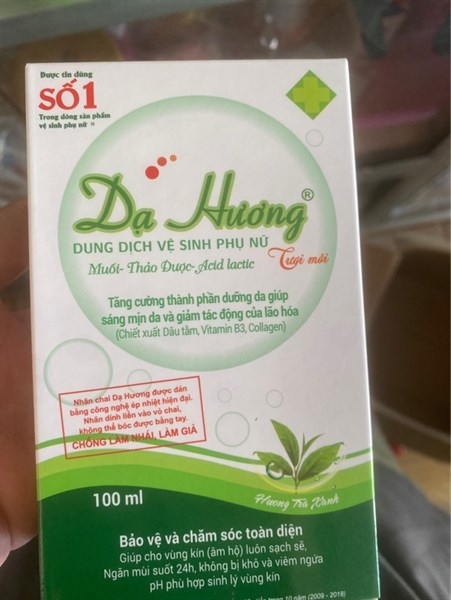 Được tin dùng
SỐ 1
Trong dòng sản phẩm
vệ sinh phụ nữ
Dạ Hương®
DUNG DỊCH VỆ SINH PHỤ NỮ
Tươi mới
Muối- Thảo Dược-Acid lactic
Tăng cường thành phần dưỡng da giúp
sáng mịn da và giảm tác động của lão hóa
(Chiết xuất Dâu tằm, Vitamin B3, Collagen)
Nhãn chai Dạ Hương được dán
bằng công nghệ ép nhiệt hiện đại.
Nhãn dính liền vào vỏ chai,
không thể bóc được bằng tay.
CHỐNG LÀM NHÁI, LÀM GIẢ
Hương Trà Xanh
100 ml
Bảo vệ và chăm sóc toàn diện
Giúp cho vùng kín (âm hộ) luôn sạch sẽ,
Ngăn mùi suốt 24h, không bị khô và viêm ngứa
pH phù hợp sinh lý vùng kín
10 năm (2009 - 2018)